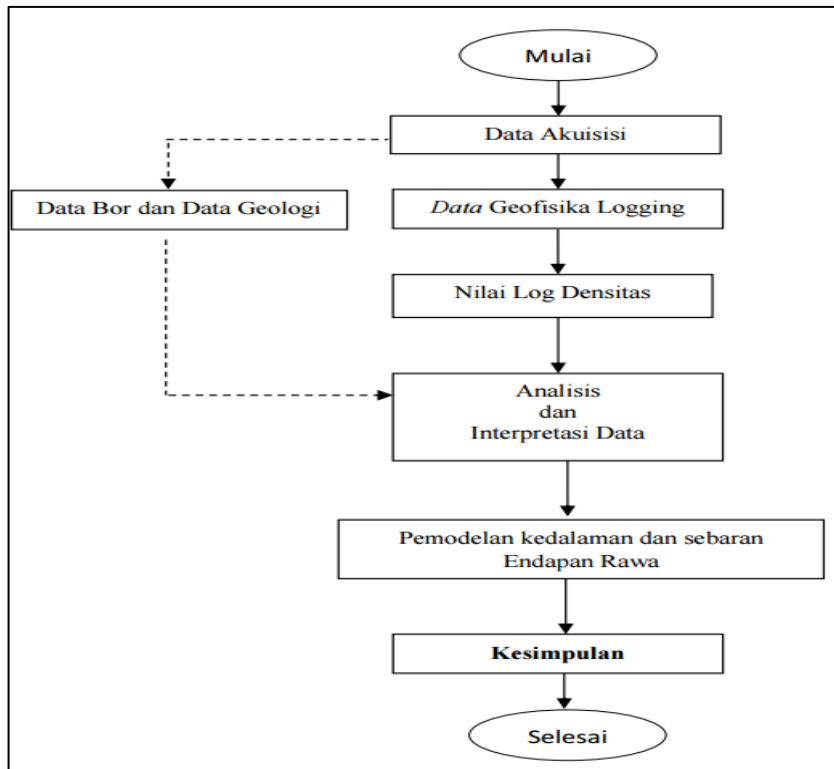 Mulai
Data Akuisisi
Data Bor dan Data Geologi
Data Geofisika Logging
Nilai Log Densitas
Analisis
dan
Interpretasi Data
Pemodelan kedalaman dan sebaran
Endapan Rawa
Kesimpulan
Selesai